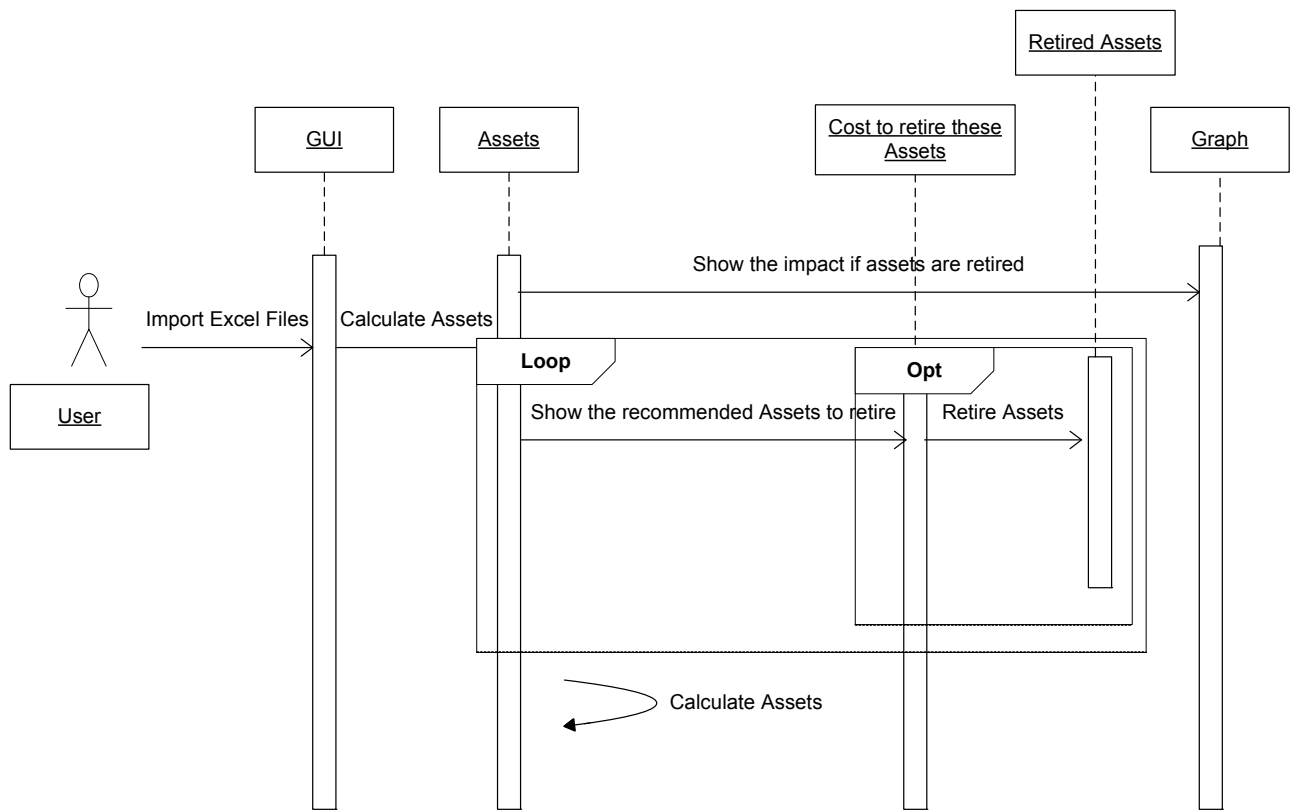 Retired Assets
GUI
Assets
Cost to retire these
Assets
Graph
Show the impact if assets are retired
Import Excel Files
Calculate Assets
Loop
Opt
User
Show the recommended Assets to retire
Retire Assets
Calculate Assets